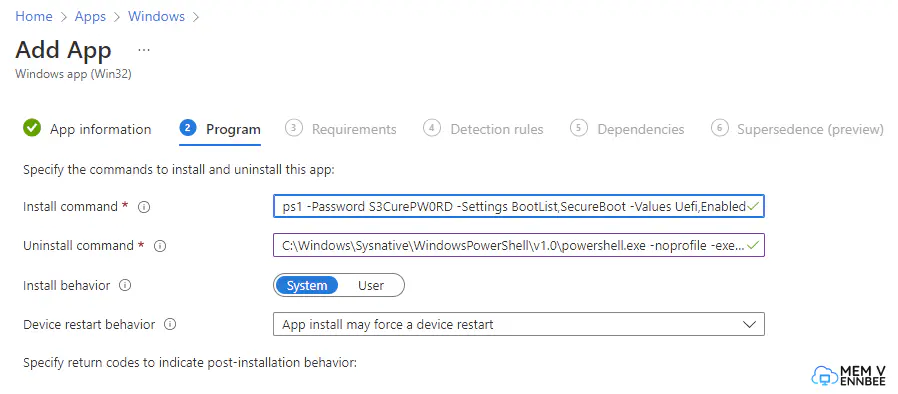 Home > Apps > Windows >
Add App ...
Windows app (Win32)
App information 2 Program 3 Requirements 4 Detection rules 5 Dependencies 6 Supersedence (preview)
Specify the commands to install and uninstall this app:
Install command * ps1 -Password S3CurePW0RD -Settings BootList,SecureBoot -Values Uefi,Enabled
Uninstall command * C:\Windows\Sysnative\WindowsPowerShell\v1.0\powershell.exe -noprofile -exe...
Install behavior System User
Device restart behavior App install may force a device restart
Specify return codes to indicate post-installation behavior:
MEM V
ENNBEE